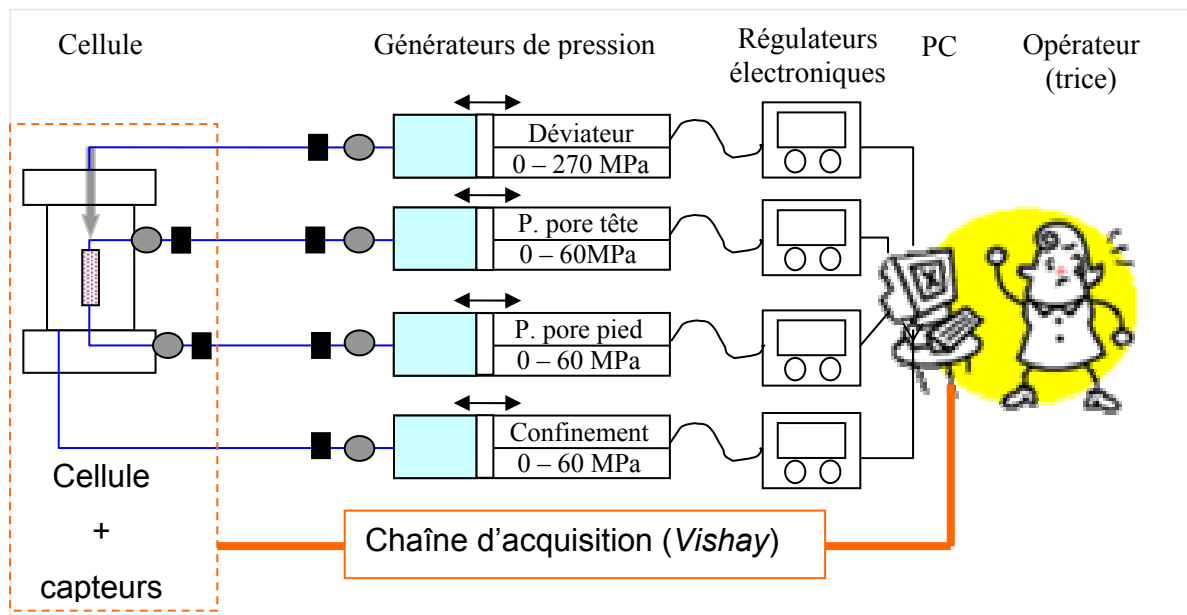 Cellule
Générateurs de pression
Régulateurs
électroniques
PC
Opérateur
(trice)
Déviateur
0 – 270 MPa
P. pore tête
0 – 60MPa
P. pore pied
0 – 60 MPa
Confinement
0 – 60 MPa
Cellule
+
capteurs
Chaîne d'acquisition (Vishay)
X